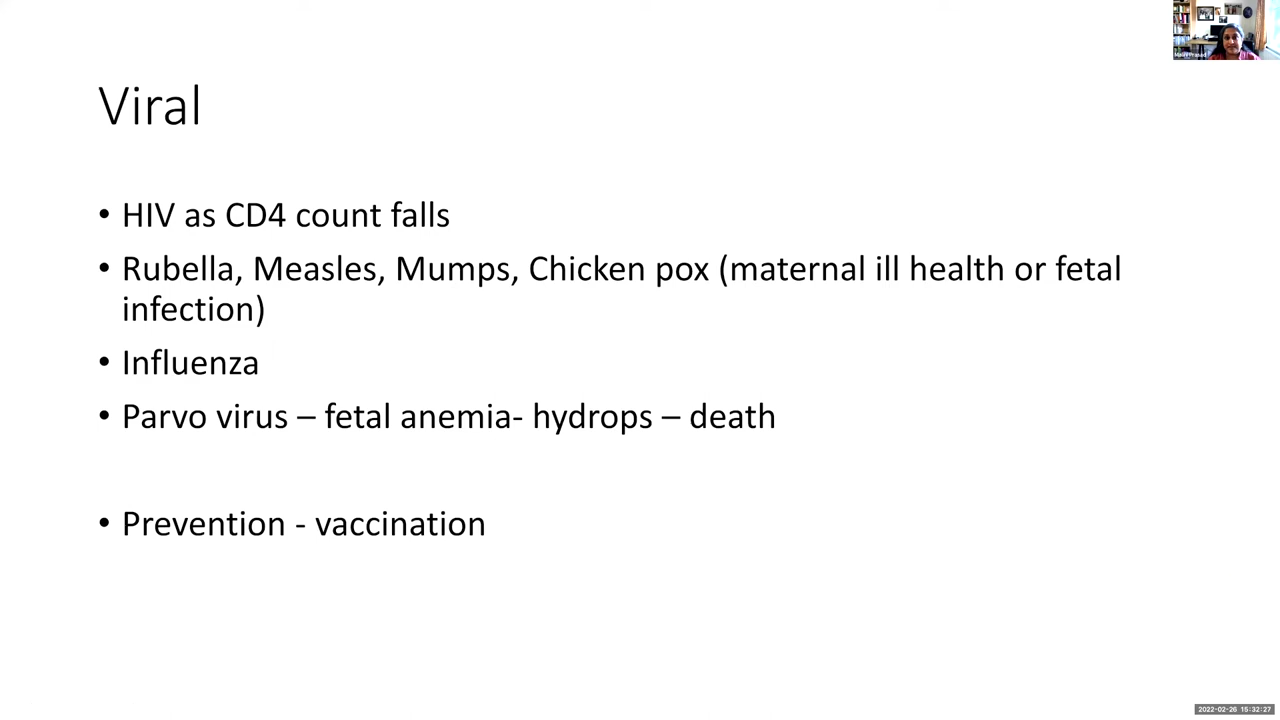 Viral
• HIV as CD4 count falls
• Rubella, Measles, Mumps, Chicken pox (maternal ill health or fetal
infection)
• Influenza
• Parvo virus – fetal anemia- hydrops – death
• Prevention - vaccination
2022-02-26 15:32:27